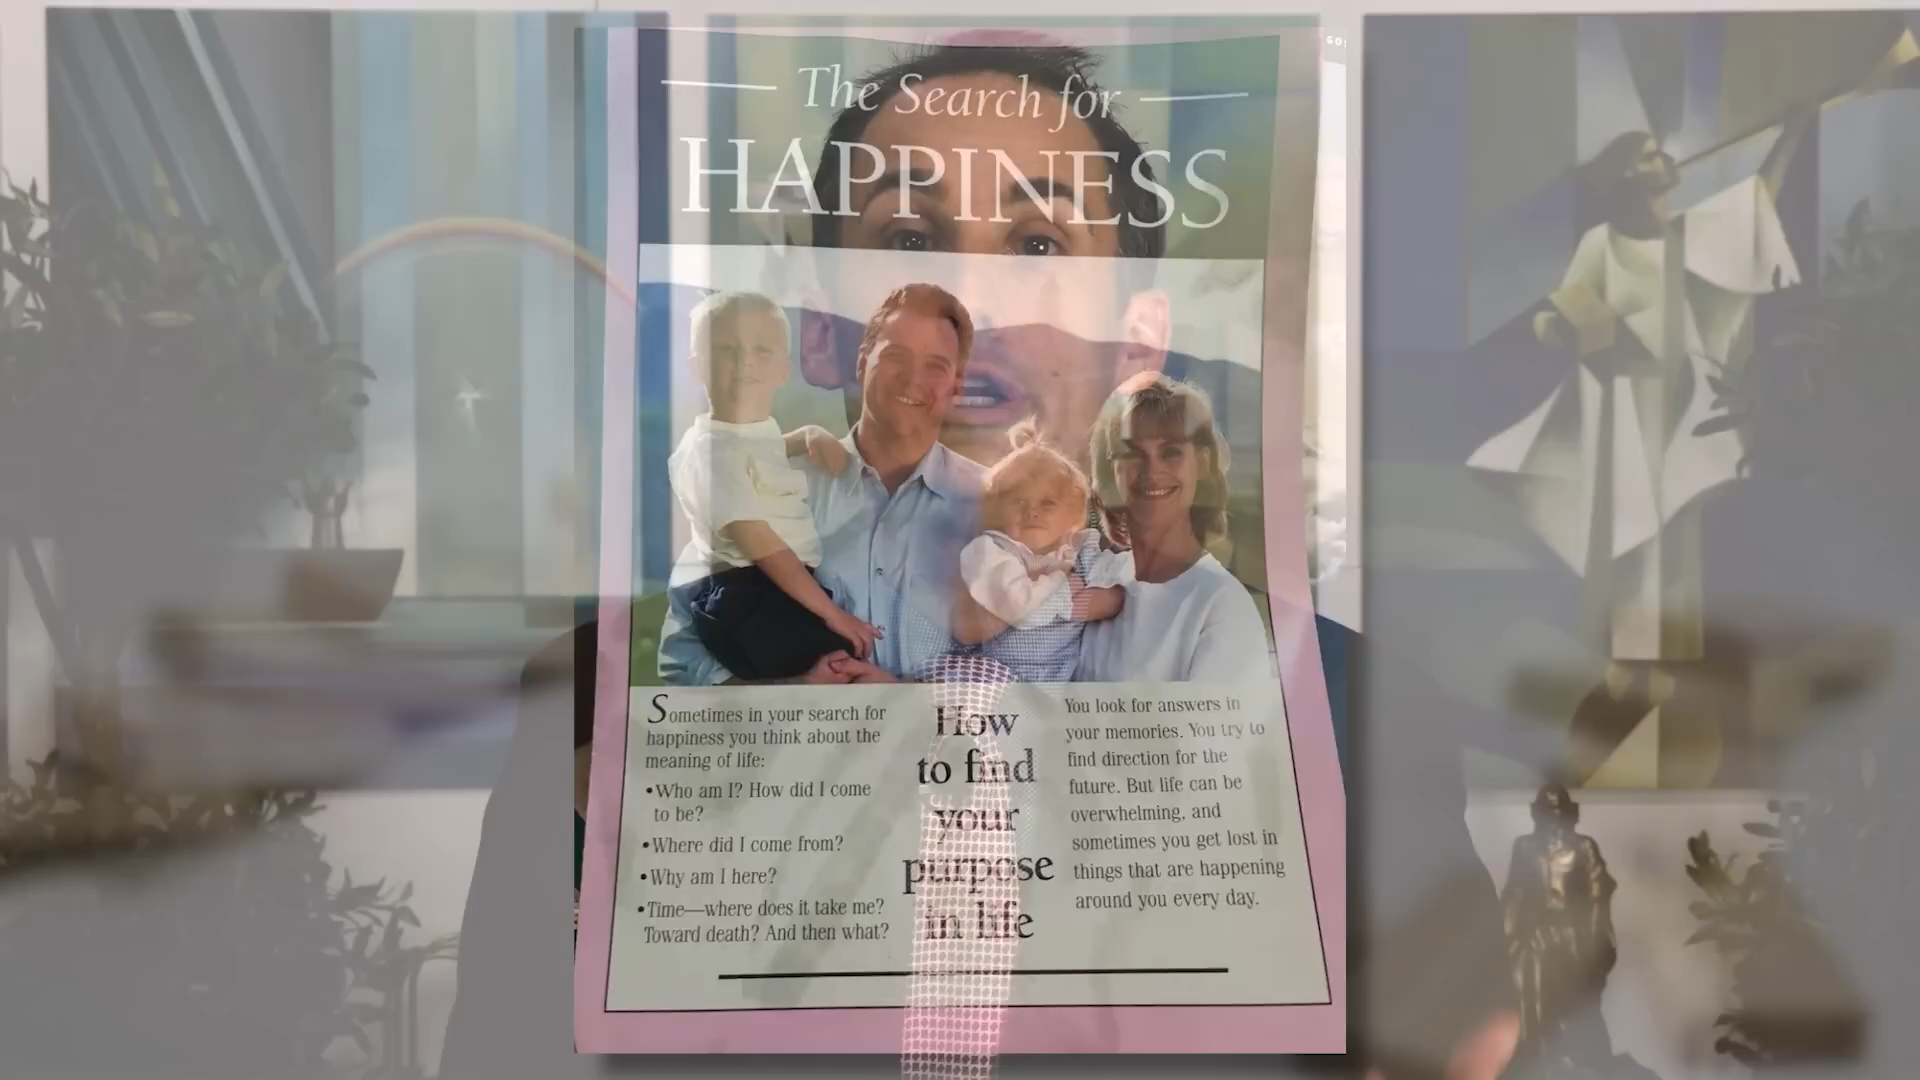 The Search for
HAPPINESS
Sometimes in your search for
happiness you think about the
meaning of life:
•Who am I? How did I come
to be?
•Where did I come from?
•Why am I here?
•Time—where does it take me?
Toward death? And then what?
How
to find
your
purpose
in life
You look for answers in
your memories. You try to
find direction for the
future. But life can be
overwhelming, and
sometimes you get lost in
things that are happening
around you every day.